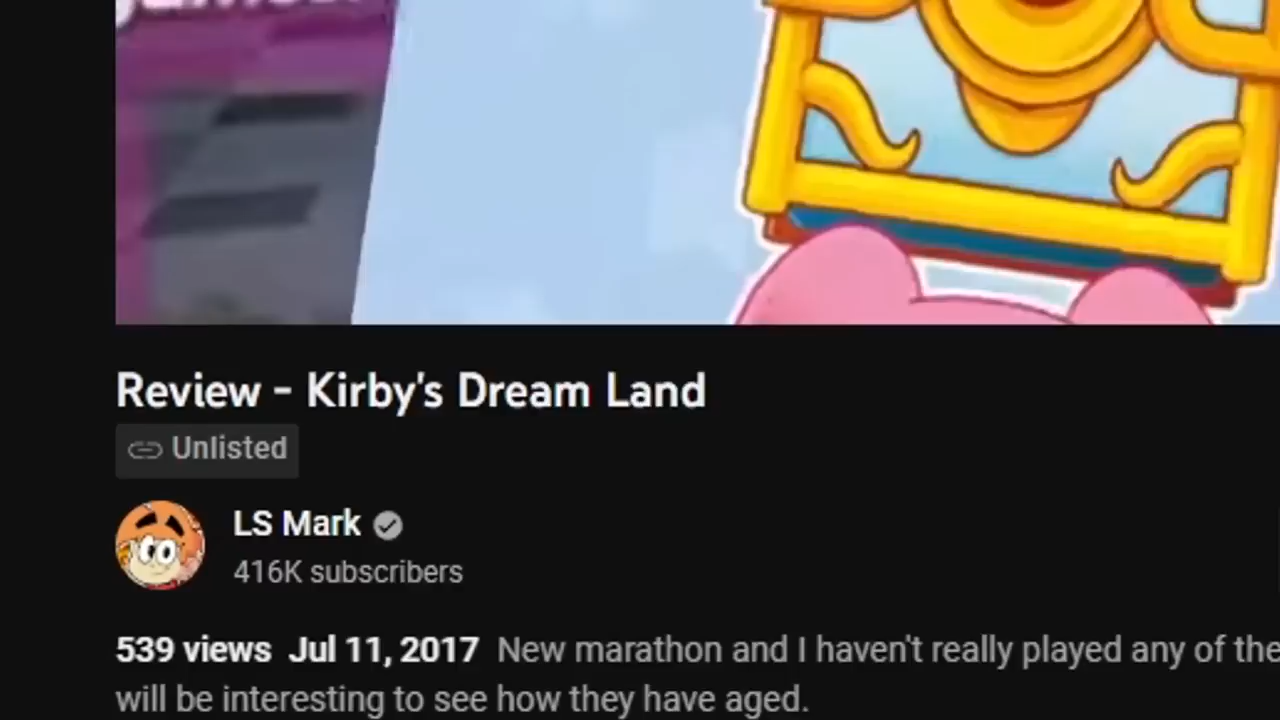 Review - Kirby's Dream Land
Unlisted
LS Mark
416K subscribers
539 views Jul 11, 2017 New marathon and I haven't really played any of the
will be interesting to see how they have aged.